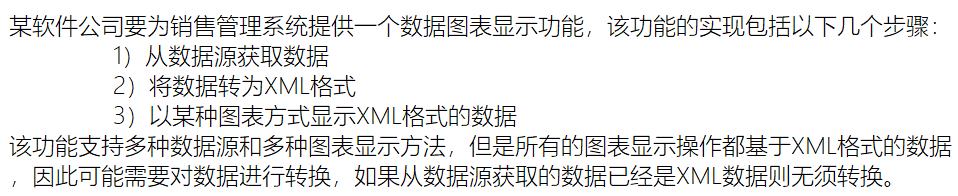 某软件公司要为销售管理系统提供一个数据图表显示功能，该功能的实现包括以下几个步骤：
1）从数据源获取数据
2）将数据转为XML格式
3）以某种图表方式显示XML格式的数据
该功能支持多种数据源和多种图表显示方法，但是所有的图表显示操作都基于XML格式的数据
，因此可能需要对数据进行转换，如果从数据源获取的数据已经是XML数据则无须转换。